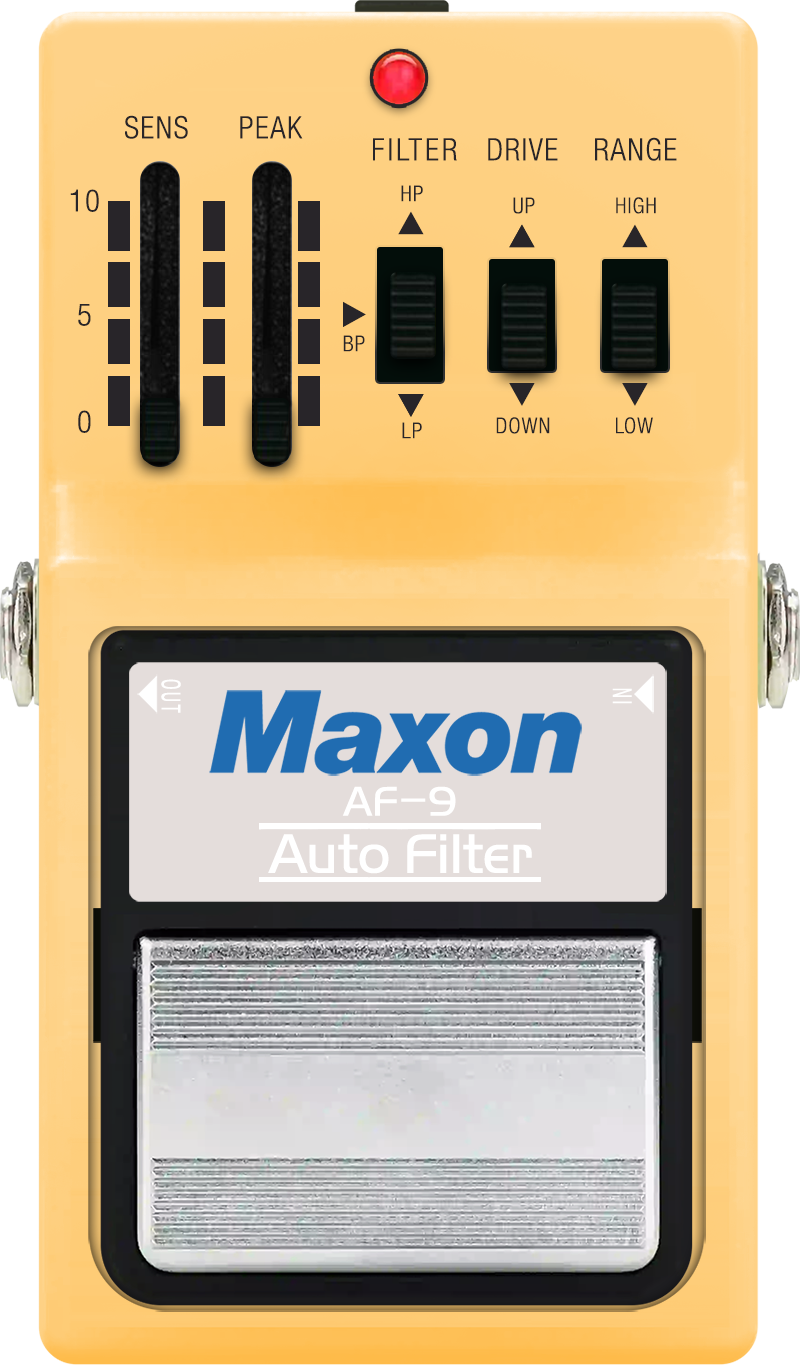 SENS PEAK
FILTER DRIVE RANGE
HP UP HIGH
10
5
BP
0
LP DOWN LOW
OUT IN
Maxon
AF-9
Auto Filter